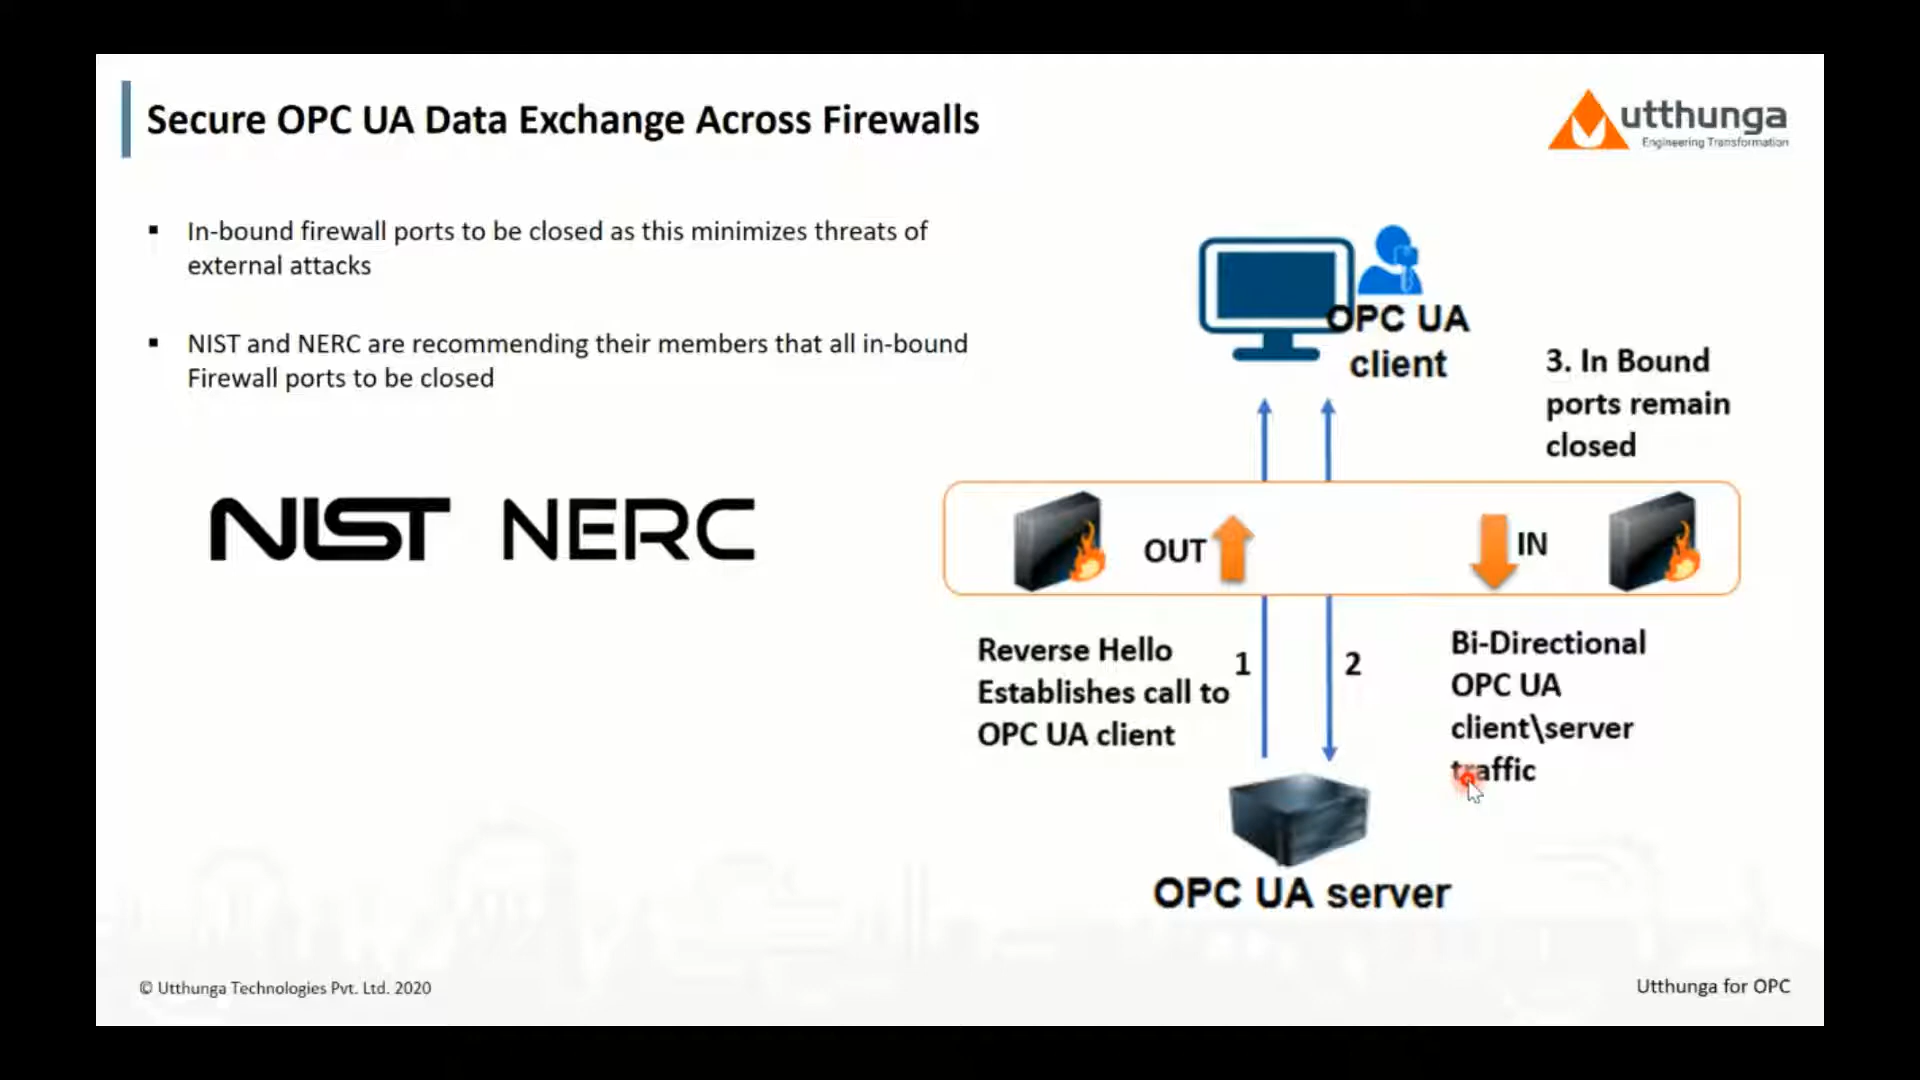 Secure OPC UA Data Exchange Across Firewalls
utthunga
Engineering Transformation
▪ In-bound firewall ports to be closed as this minimizes threats of
external attacks
▪ NIST and NERC are recommending their members that all in-bound
Firewall ports to be closed
NIST NERC
OPC UA
client
3. In Bound
ports remain
closed
OUT
IN
Reverse Hello
Establishes call to
OPC UA client
1
2
Bi-Directional
OPC UA
client\server
traffic
OPC UA server
© Utthunga Technologies Pvt. Ltd. 2020
Utthunga for OPC